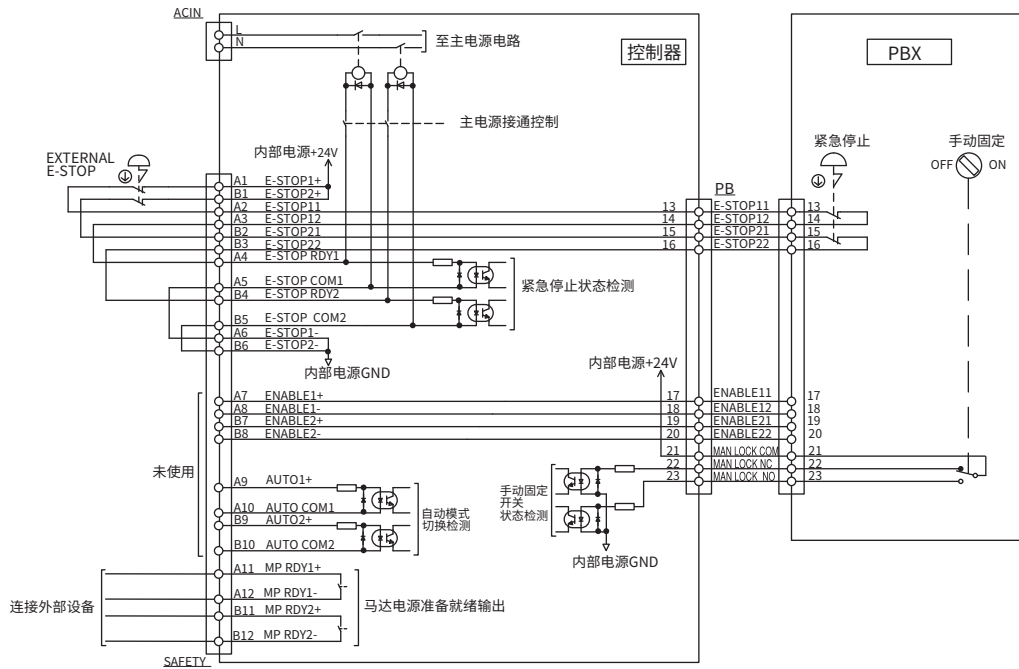 ACIN
L
N
至主电源电路
控制器
PBX
主电源接通控制
EXTERNAL
E-STOP
内部电源+24V
紧急停止
手动固定
OFF
ON
A1 E-STOP1+
B1 E-STOP2+
A2 E-STOP11
A3 E-STOP12
B2 E-STOP21
B3 E-STOP22
A4 E-STOP RDY1
A5 E-STOP COM1
B4 E-STOP RDY2
B5 E-STOP COM2
A6 E-STOP1-
B6 E-STOP2-
内部电源GND
紧急停止状态检测
PB
13 E-STOP11 13
14 E-STOP12 14
15 E-STOP21 15
16 E-STOP22 16
内部电源+24V
17 ENABLE11 17
18 ENABLE12 18
19 ENABLE21 19
20 ENABLE22 20
21 MAN LOCK COM 21
22 MAN LOCK NC 22
23 MAN LOCK NO 23
未使用
A7 ENABLE1+
A8 ENABLE1-
B7 ENABLE2+
B8 ENABLE2-
A9 AUTO1+
A10 AUTO COM1
B9 AUTO2+
B10 AUTO COM2
自动模式
切换检测
手动固定
开关
状态检测
内部电源GND
连接外部设备
A11 MP RDY1+
A12 MP RDY1-
B11 MP RDY2+
B12 MP RDY2-
马达电源准备就绪输出
SAFETY